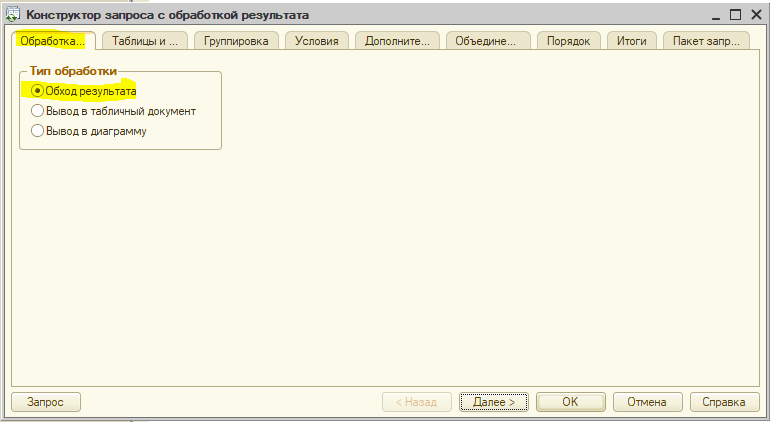 Конструктор запроса с обработкой результата
Обработка... Таблицы и ... Группировка Условия Дополните... Объедине... Порядок Итоги Пакет запр...
Тип обработки
Обход результата
Вывод в табличный документ
Вывод в диаграмму
Запрос < Назад Далее > ОК Отмена Справка